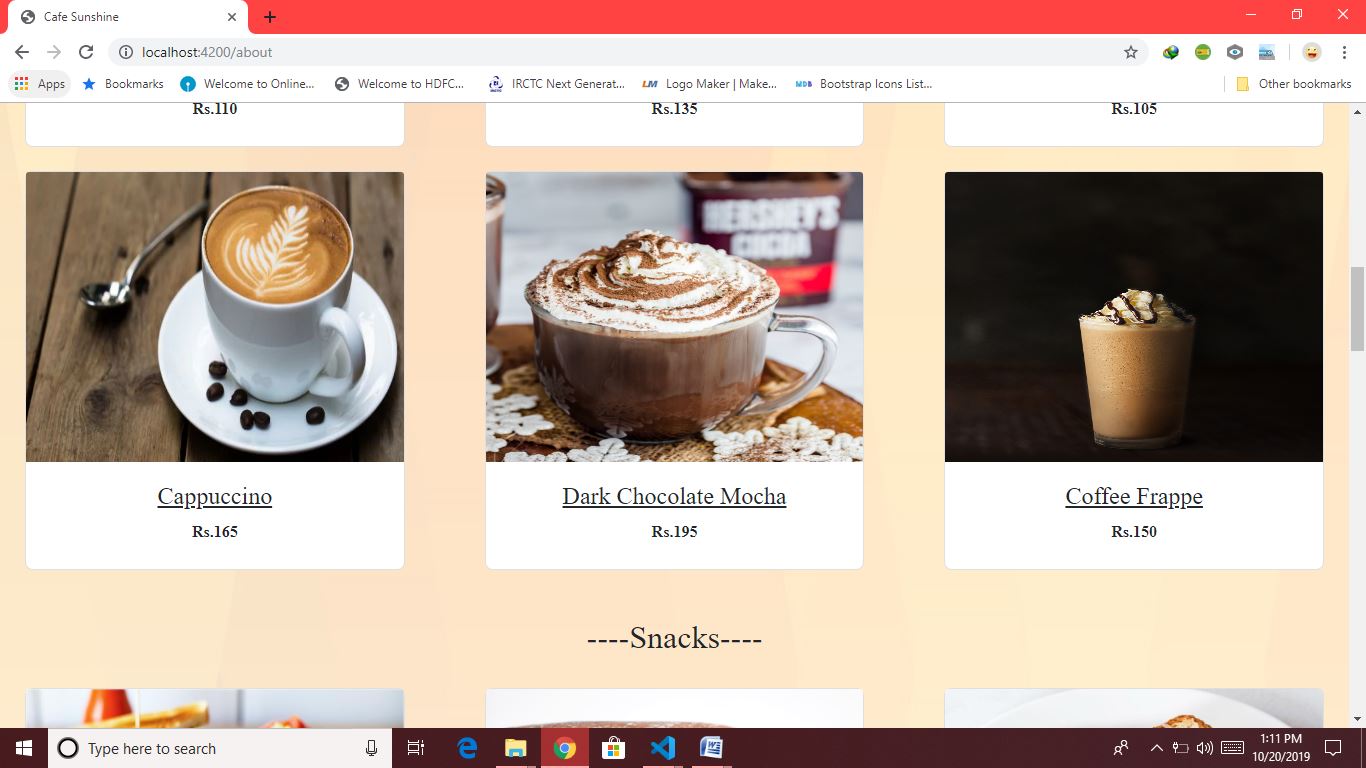 Cafe Sunshine
localhost:4200/about
Apps Bookmarks Welcome to Online... Welcome to HDFC... IRCTC Next Generat... LM Logo Maker | Make... MDB Bootstrap Icons List... Other bookmarks
Rs.110 Rs.135 Rs.105
HERSHEY'S
COCOA
Cappuccino Dark Chocolate Mocha Coffee Frappe
Rs.165 Rs.195 Rs.150
----Snacks----
Type here to search
1:11 PM
10/20/2019